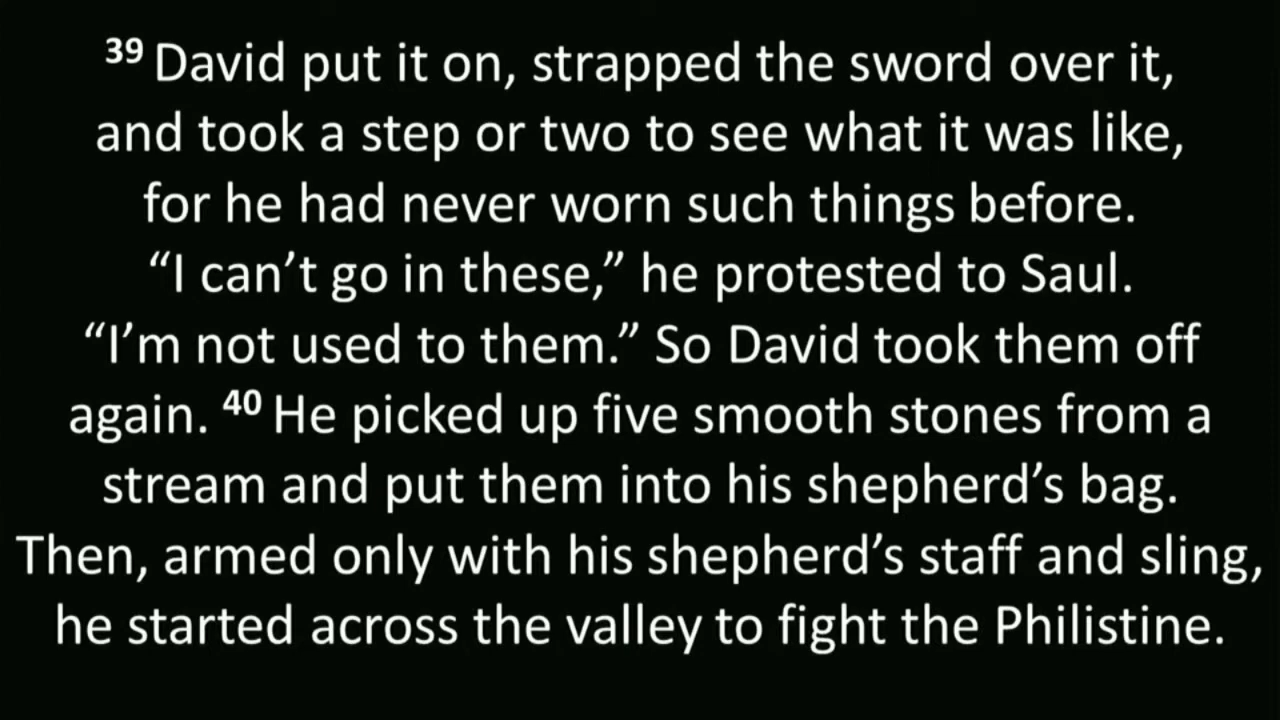 39 David put it on, strapped the sword over it,
and took a step or two to see what it was like,
for he had never worn such things before.
“I can’t go in these,” he protested to Saul.
“I’m not used to them.” So David took them off
again. 40 He picked up five smooth stones from a
stream and put them into his shepherd’s bag.
Then, armed only with his shepherd’s staff and sling,
he started across the valley to fight the Philistine.